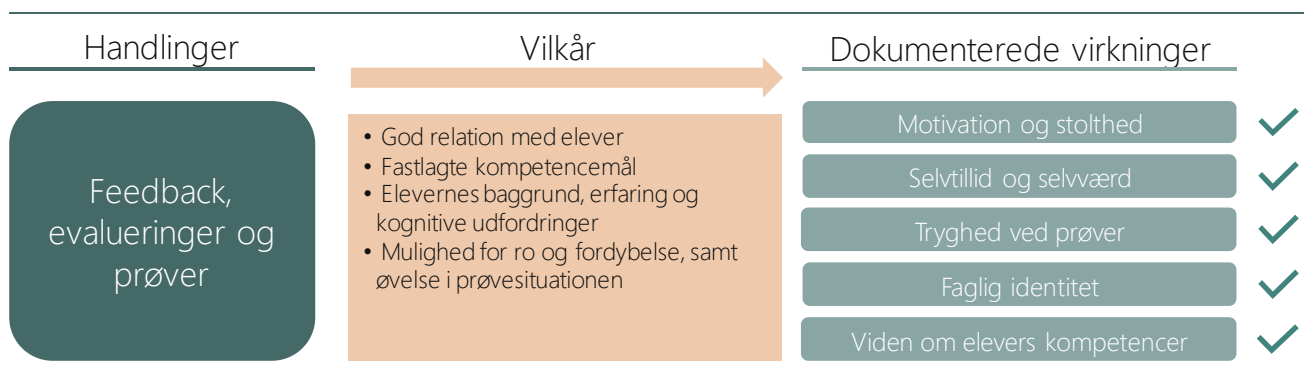 Handlinger
Vilkår
Dokumenterede virkninger
Feedback,
evalueringer og
prøver
• God relation med elever
• Fastlagte kompetencemål
• Elevernes baggrund, erfaring og
kognitive udfordringer
• Mulighed for ro og fordybelse, samt
øvelse i prøvesituationen
Motivation og stolthed
Selvtillid og selvværd
Tryghed ved prøver
Faglig identitet
Viden om elevers kompetencer